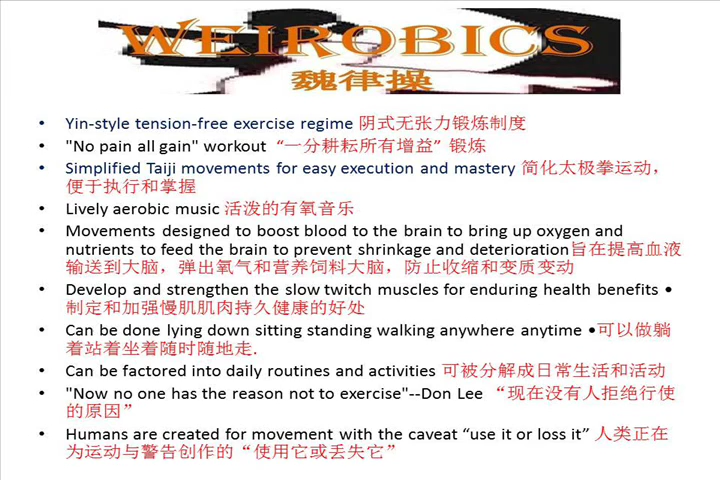 WEIROBICS
魏律操
• Yin-style tension-free exercise regime 阴式无张力锻炼制度
• "No pain all gain" workout “一分耕耘所有增益” 锻炼
• Simplified Taiji movements for easy execution and mastery 简化太极拳运动，
便于执行和掌握
• Lively aerobic music 活泼的有氧音乐
• Movements designed to boost blood to the brain to bring up oxygen and
nutrients to feed the brain to prevent shrinkage and deterioration旨在提高血液
输送到大脑，弹出氧气和营养饲料大脑，防止收缩和变质变动
• Develop and strengthen the slow twitch muscles for enduring health benefits •
制定和加强慢肌肌肉持久健康的好处
• Can be done lying down sitting standing walking anywhere anytime •可以做躺
着站着坐着随时随地走.
• Can be factored into daily routines and activities 可被分解成日常生活和活动
• "Now no one has the reason not to exercise"--Don Lee “现在没有人拒绝行使
的原因”
• Humans are created for movement with the caveat “use it or loss it” 人类正在
为运动与警告创作的“使用它或丢失它”